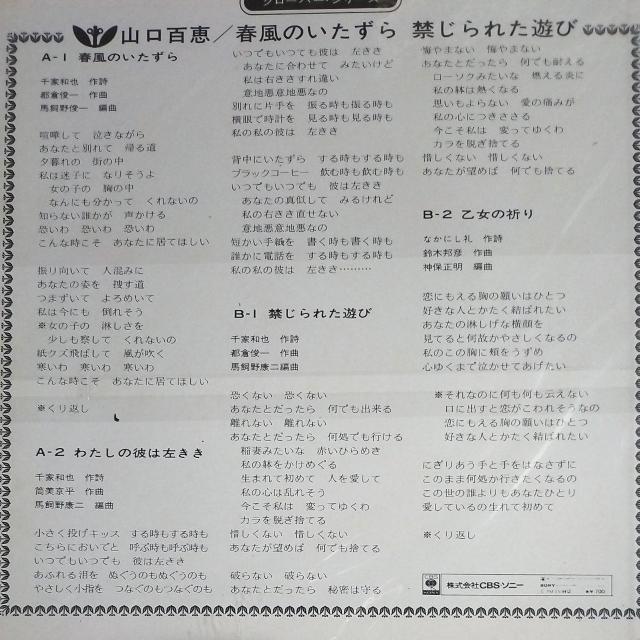 クローバー・シリーズ
山口百恵／春風のいたずら 禁じられた遊び
A-1 春風のいたずら
千家和也 作詩
都倉俊一 作曲
馬飼野俊一 編曲
喧嘩して 泣きながら
あなたと別れて 帰る道
夕暮れの 街の中
私は迷子に なりそうよ
女の子の 胸の中
なんにも分かって くれないの
知らない誰かが 声かける
恐いわ 恐いわ 恐いわ
こんな時こそ あなたに居てほしい
振り向いて 人混みに
あなたの姿を 捜す道
つまずいて よろめいて
私は今にも 倒れそう
※女の子の 淋しさを
少しも察して くれないの
紙クズ飛ばして 風が吹く
寒いわ 寒いわ 寒いわ
こんな時こそ あなたに居てほしい
※くり返し
A-2 わたしの彼は左きき
千家和也 作詩
筒美京平 作曲
馬飼野康二 編曲
小さく投げキッス する時もする時も
こちらにおいでと 呼ぶ時も呼ぶ時も
いつでもいつでも 彼は左きき
あふれる泪を ぬぐうのもぬぐうのも
やさしく小指を つなぐのもつなぐのも
いつでもいつても 彼は左きき
あなたに合わせて みたいけど
私は右ききすれ違い
意地悪意地悪なの
別れに片手を 振る時も振る時も
横眼で時計を 見る時も見る時も
私の私の彼は 左きき
背中にいたずら する時もする時も
ブラックコーヒー 飲む時も飲む時も
いつでもいつでも 彼は左きき
あなたの真似して みるけれど
私の右きき直せない
意地悪意地悪なの
短かい手紙を 書く時も書く時も
誰かに電話を する時もする時も
私の私の彼は 左きき………
B-1 禁じられた遊び
千家和也 作詩
都倉俊一 作曲
馬飼野康二編曲
恐くない 恐くない
あなたとだったら 何でも出来る
離れない 離れない
あなたとだったら 何処でも行ける
稲妻みたいな 赤いひらめき
私の躰をかけめぐる
生まれて初めて 人を愛して
私の心は乱れそう
今こそ私は 変ってゆくわ
カラを脱ぎ捨てる
惜しくない 惜しくない
あなたが望めば 何でも捨てる
破らない 破らない
あなたとだったら 秘密は守る
悔やまない 悔やまない
あなたとだったら 何でも耐える
ローソクみたいな 燃える炎に
私の躰は熱くなる
思いもよらない 愛の痛みが
私の心につきささる
今こそ私は 変ってゆくわ
カラを脱ぎ捨てる
惜しくない 惜しくない
あなたが望めば 何でも捨てる
B-2 乙女の祈り
なかにし礼 作詩
鈴木邦彦 作曲
神保正明 編曲
恋にもえる胸の願いはひとつ
好きな人とかたく結ばれたい
あなたの淋しげな横顔を
見てると何故かやさしくなるの
私のこの胸に頬をうずめ
心ゆくまで泣かせてあげたい
※それなのに何も何も云えない
口に出すと恋がこわれそうなの
恋にもえる胸の願いはひとつ
好きな人とかたく結ばれたい
にぎりあう手と手をはなさずに
このまま何処へ行きたくなるの
この世の誰よりもあなたひとり
愛しているの生れて初めて
※くり返し
CBS
SONY
株式会社CBS・ソニー
¥700